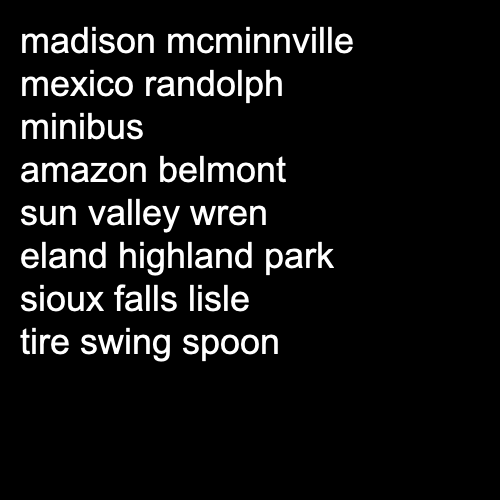 madison mcminnville
mexico randolph
minibus
amazon belmont
sun valley wren
eland highland park
sioux falls lisle
tire swing spoon